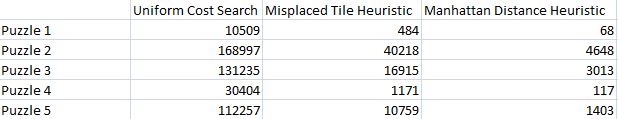 Uniform Cost Search Misplaced Tile Heuristic Manhattan Distance Heuristic
Puzzle 1 10509 484 68
Puzzle 2 168997 40218 4648
Puzzle 3 131235 16915 3013
Puzzle 4 30404 1171 117
Puzzle 5 112257 10759 1403